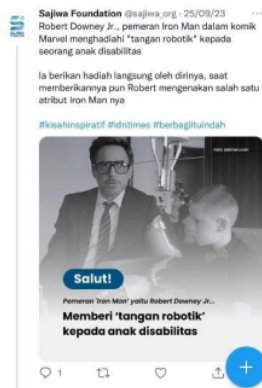 Sajiwa Foundation @sajiwa_org · 25/09/23
Robert Downey Jr., pemeran Iron Man dalam komik
Marvel menghadiahi "tangan robotik" kepada
seorang anak disabilitas
Ia berikan hadiah langsung oleh dirinya, saat
memberikannya pun Robert mengenakan salah satu
atribut Iron Man nya
#kisahinspiratif #idntimes #berbagiituindah
Salut!
Pemeran 'Iron Man' yaitu Robert Downey Jr...
Memberi 'tangan robotik'
kepada anak disabilitas
1